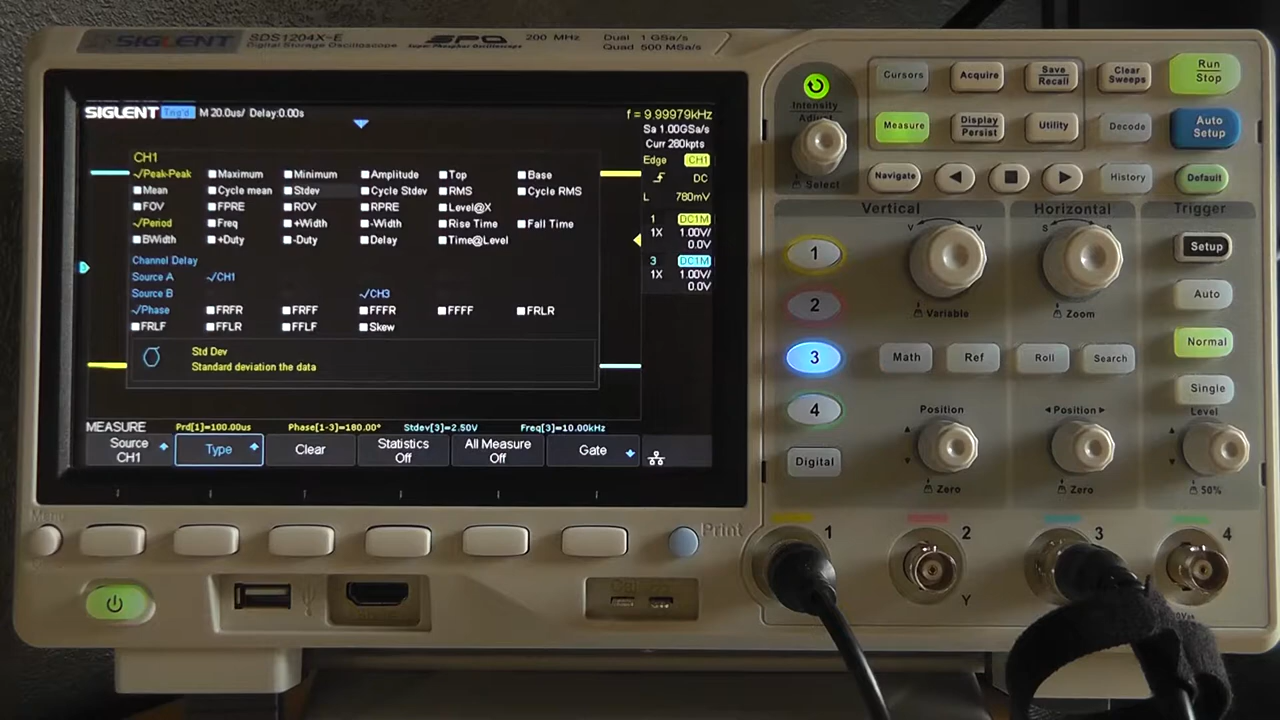 SIGLENT SDS1204X-E
Digital Storage Oscilloscope
SPO
Super Phosphor Oscilloscope
200 MHz
Dual 1 GSa/s
Quad 500 MSa/s
SIGLENT Trig'd M 20.0us/ Delay:0.00s
f = 9.99979kHz
Sa 1.00GSa/s
Curr 280kpts
Edge CH1
DC
L 780mV
1 DC1M
1X 1.00V/
0.0V
3 DC1M
1X 1.00V/
0.0V
CH1
Peak-Peak Maximum Minimum Amplitude Top Base
Mean Cycle mean Stdev Cycle Stdev RMS Cycle RMS
FOV FPRE ROV RPRE Level@X
Period Freq +Width -Width Rise Time Fall Time
BWidth +Duty -Duty Delay Time@Level
Channel Delay
Source A CH1
Source B CH3
Phase FRFR FRFF FFFR FFFF FRLR
FRLF FFLR FFLF Skew
Std Dev
Standard deviation the data
MEASURE Prd[1]=100.00us Phase[1-3]=180.00° Stdev[3]=2.50V Freq[3]=10.00kHz
Source CH1
Type
Clear
Statistics Off
All Measure Off
Gate
Menu
Print
Intensity
Adjust
Select
Cursors
Acquire
Save
Recall
Clear
Sweeps
Run
Stop
Measure
Display
Persist
Utility
Decode
Auto
Setup
Navigate
History
Default
Vertical
V mV
Variable
Horizontal
S
Zoom
Trigger
Setup
Auto
Normal
Single
Level
50%
1
2
3
4
Digital
Math
Ref
Roll
Search
Position
Zero
Position
Zero
1
2
3
4
Y